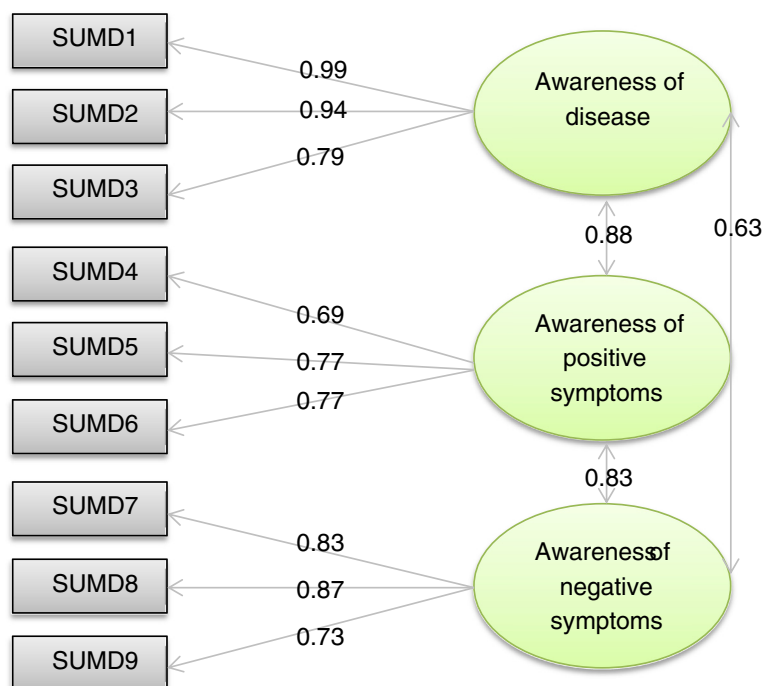 SUMD1
SUMD2
SUMD3
SUMD4
SUMD5
SUMD6
SUMD7
SUMD8
SUMD9
0.99
0.94
0.79
0.69
0.77
0.77
0.83
0.87
0.73
Awareness of
disease
0.88
0.63
Awareness of
positive
symptoms
0.83
Awareness of
negative
symptoms